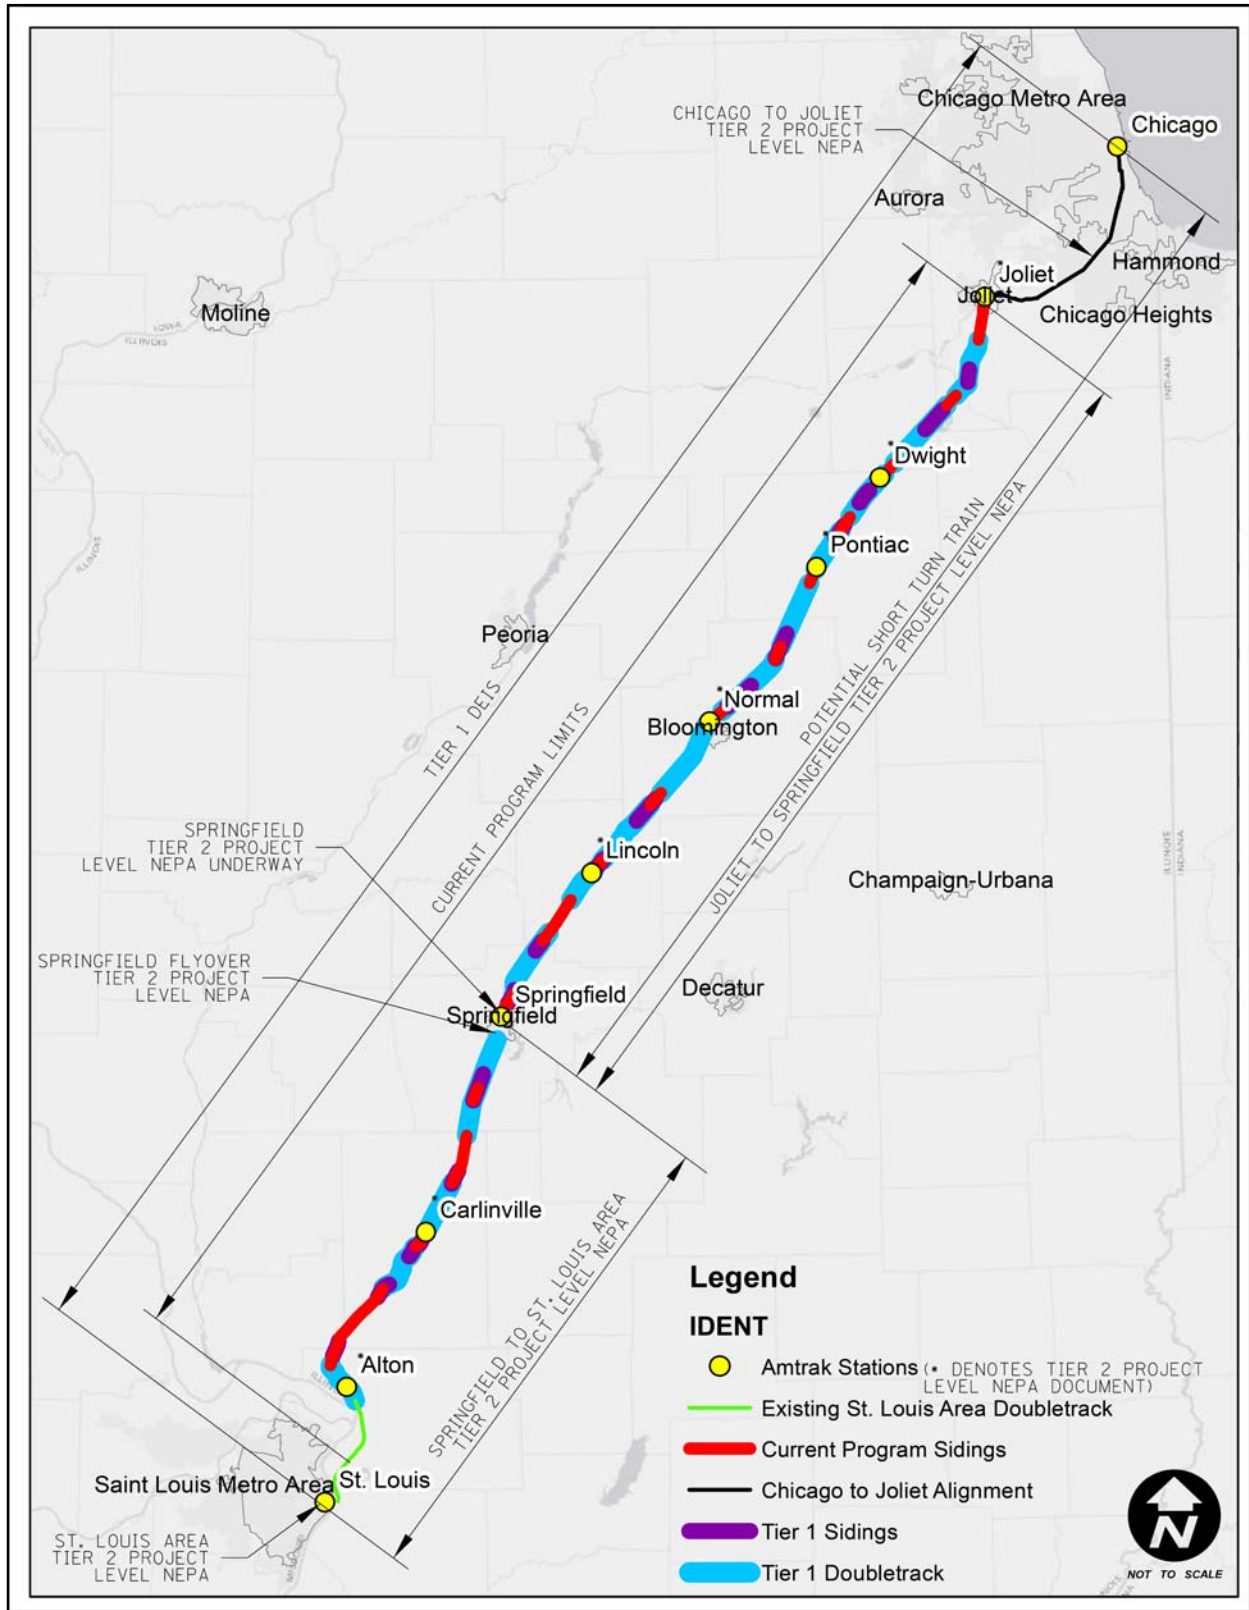 Chicago Metro Area
Chicago
CHICAGO TO JOLIET
TIER 2 PROJECT
LEVEL NEPA
Aurora
Hammond
*Joliet
Joliet
Chicago Heights
Moline
IOWA
ILLINOIS
INDIANA
*Dwight
*Pontiac
POTENTIAL SHORT TURN TRAIN
JOLIET TO SPRINGFIELD TIER 2 PROJECT LEVEL NEPA
ILLINOIS
Peoria
TIER 1 DEIS
*Normal
Bloomington
CURRENT PROGRAM LIMITS
SPRINGFIELD
TIER 2 PROJECT
LEVEL NEPA UNDERWAY
*Lincoln
ILLINOIS
INDIANA
Champaign-Urbana
SPRINGFIELD FLYOVER
TIER 2 PROJECT
LEVEL NEPA
Decatur
Springfield
Springfield
*Carlinville
SPRINGFIELD TO ST. LOUIS AREA
TIER 2 PROJECT LEVEL NEPA
*Alton
Saint Louis Metro Area
St. Louis
ST. LOUIS AREA
TIER 2 PROJECT
LEVEL NEPA
Legend
IDENT
Amtrak Stations (* DENOTES TIER 2 PROJECT
LEVEL NEPA DOCUMENT)
Existing St. Louis Area Doubletrack
Current Program Sidings
Chicago to Joliet Alignment
Tier 1 Sidings
Tier 1 Doubletrack
N
NOT TO SCALE